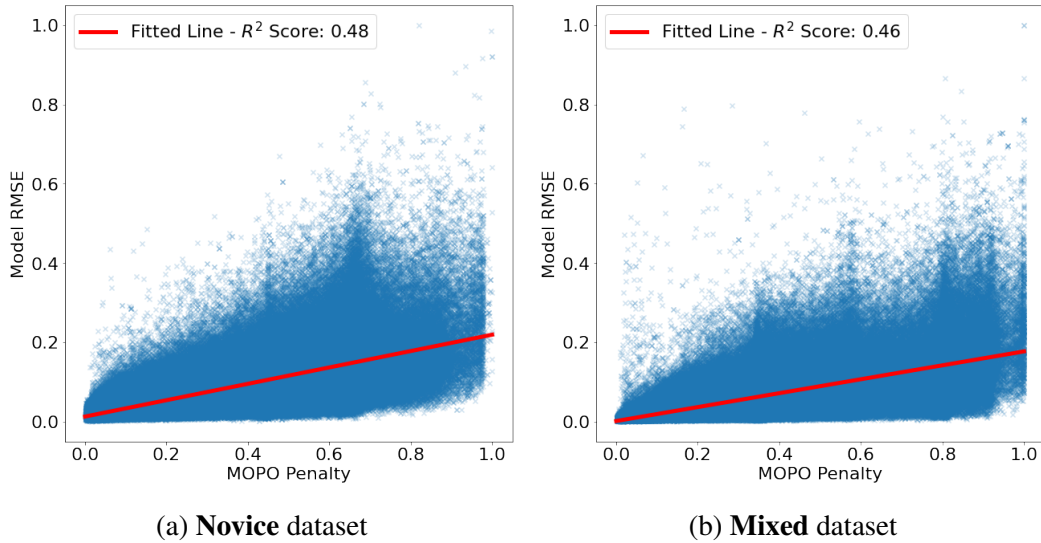 Fitted Line - R² Score: 0.48
1.0
0.8
0.6
0.4
0.2
0.0
Model RMSE
0.0 0.2 0.4 0.6 0.8 1.0
MOPO Penalty
(a) Novice dataset
Fitted Line - R² Score: 0.46
1.0
0.8
0.6
0.4
0.2
0.0
Model RMSE
0.0 0.2 0.4 0.6 0.8 1.0
MOPO Penalty
(b) Mixed dataset